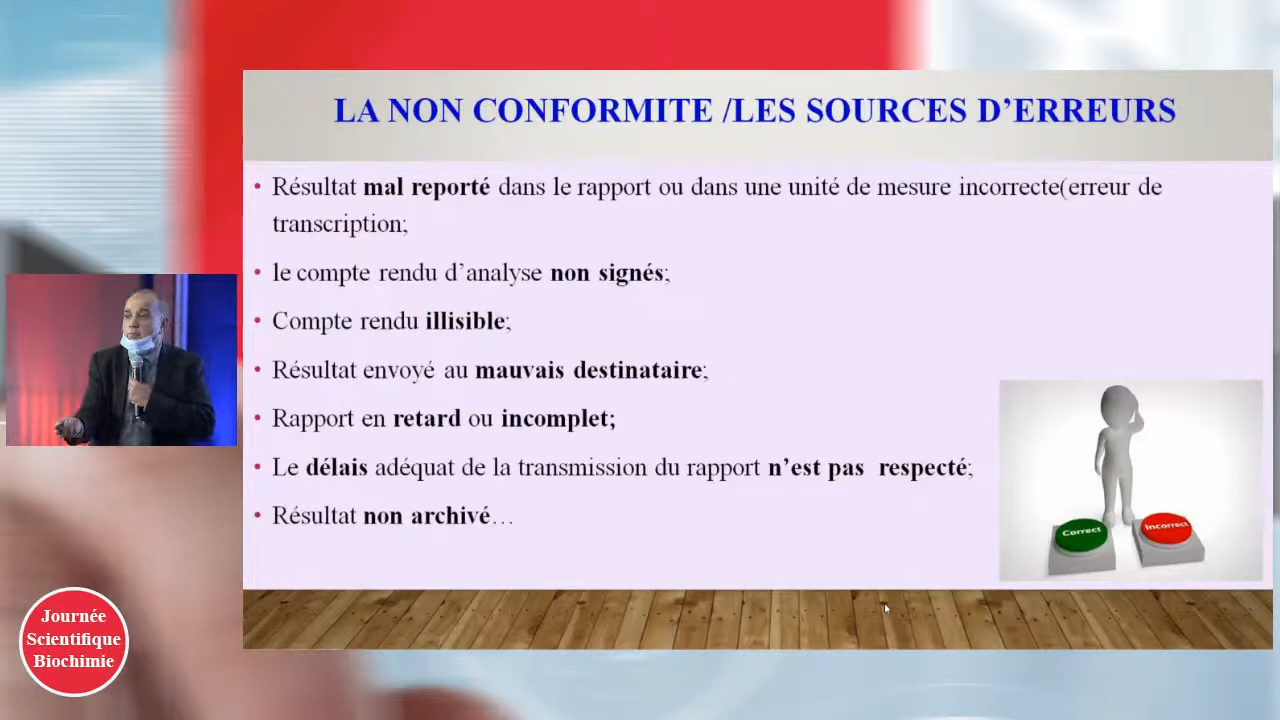 LA NON CONFORMITE /LES SOURCES D’ERREURS
• Résultat mal reporté dans le rapport ou dans une unité de mesure incorrecte(erreur de
transcription;
• le compte rendu d’analyse non signés;
• Compte rendu illisible;
• Résultat envoyé au mauvais destinataire;
• Rapport en retard ou incomplet;
• Le délais adéquat de la transmission du rapport n’est pas respecté;
• Résultat non archivé…
Correct
Incorrect
Journée
Scientifique
Biochimie